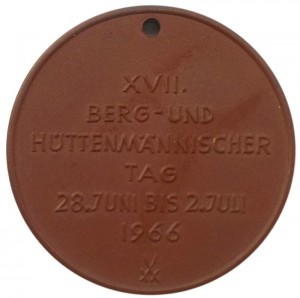 XVII.
BERG-UND
HÜTTENMÄNNISCHER
TAG
28.JUNI BIS 2.JULI
1966